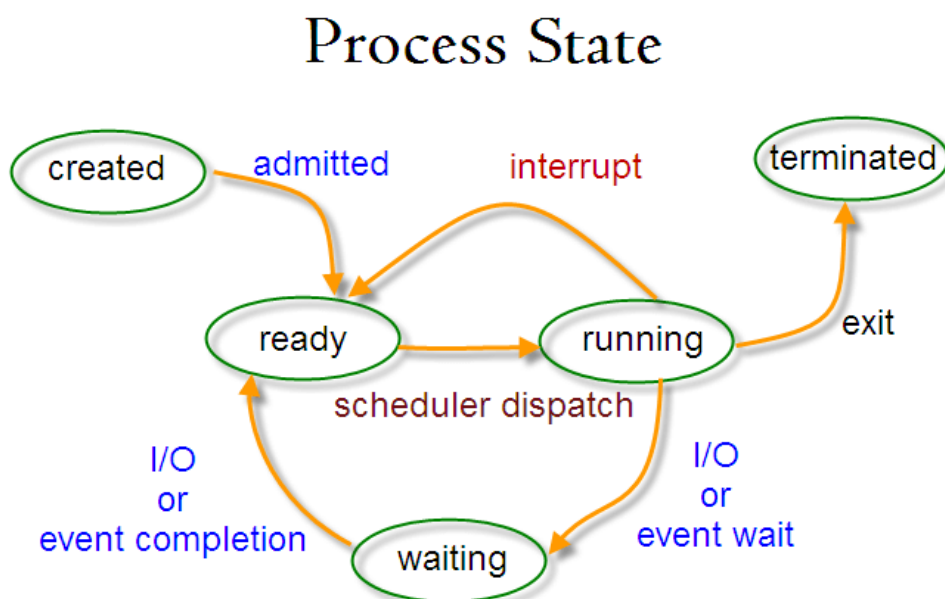 Process State
created
admitted
interrupt
terminated
ready
running
exit
scheduler dispatch
I/O
or
event completion
I/O
or
event wait
waiting